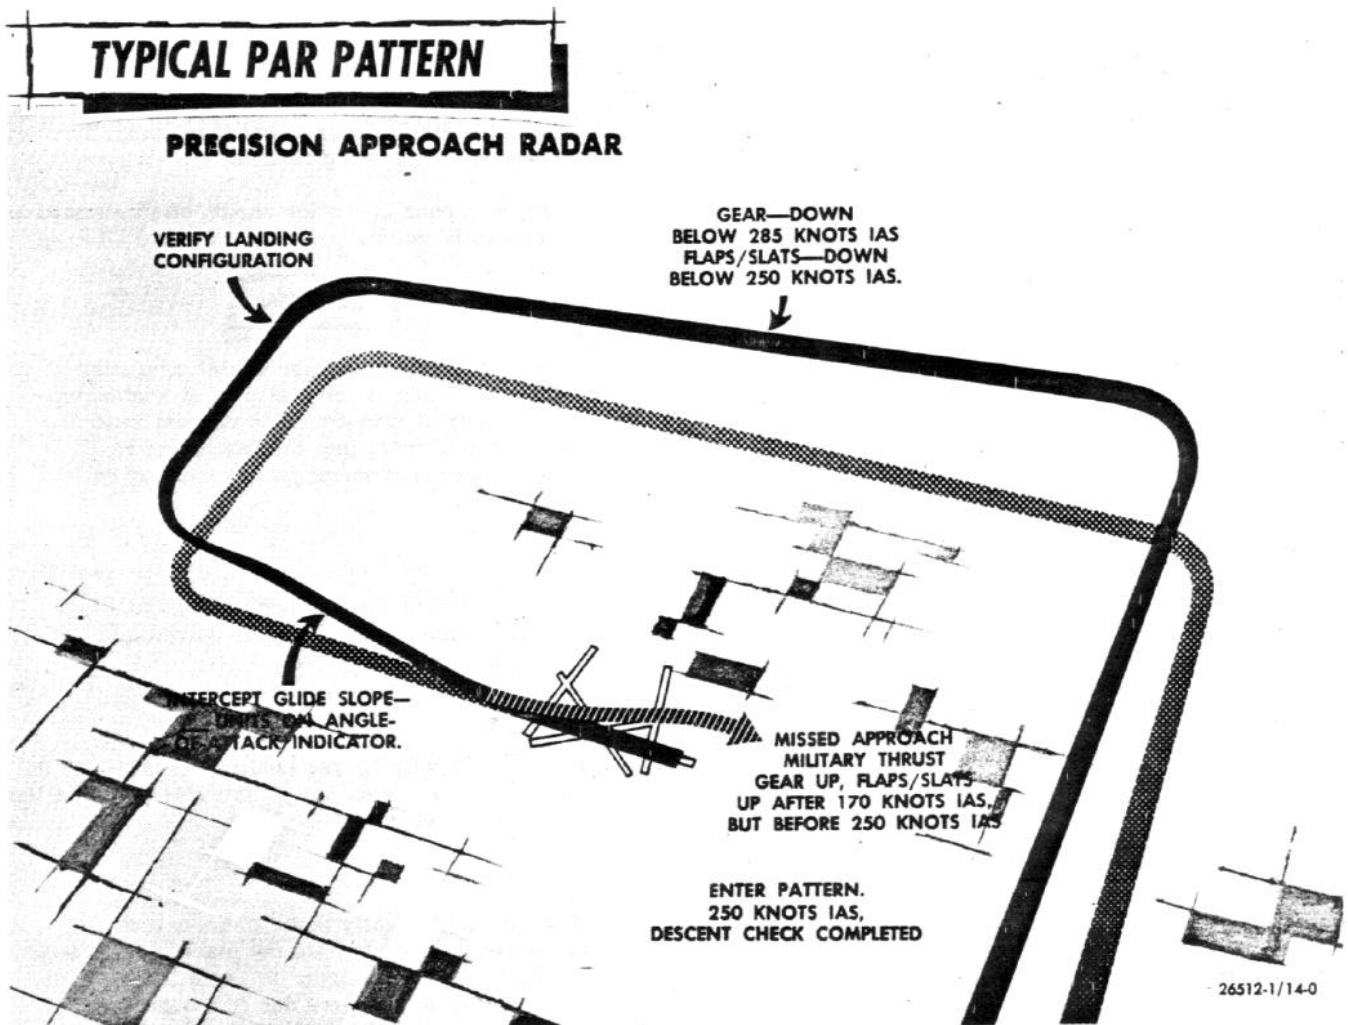 TYPICAL PAR PATTERN
PRECISION APPROACH RADAR
VERIFY LANDING
CONFIGURATION
GEAR—DOWN
BELOW 285 KNOTS IAS
FLAPS/SLATS—DOWN
BELOW 250 KNOTS IAS.
INTERCEPT GLIDE SLOPE—
UNITS ON ANGLE-
OF-ATTACK INDICATOR.
MISSED APPROACH
MILITARY THRUST
GEAR UP, FLAPS/SLATS
UP AFTER 170 KNOTS IAS,
BUT BEFORE 250 KNOTS IAS
ENTER PATTERN.
250 KNOTS IAS,
DESCENT CHECK COMPLETED
26512-1/14-0